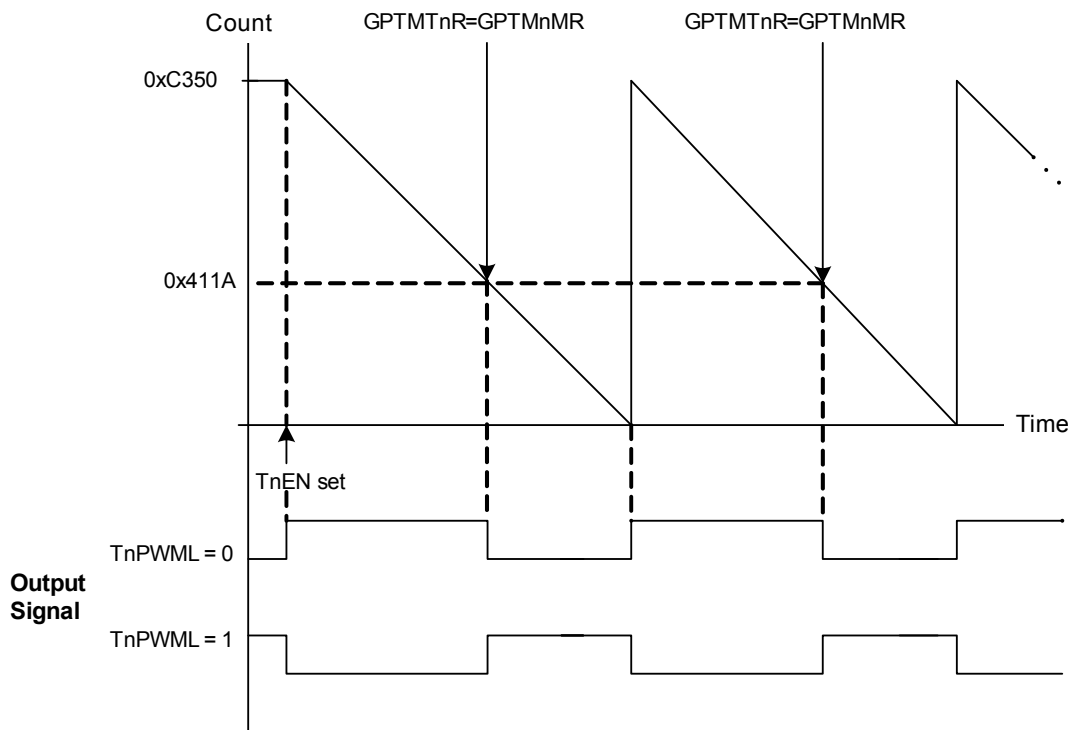 Count
GPTMTnR=GPTMnMR
GPTMTnR=GPTMnMR
0xC350
0x411A
Time
TnEN set
TnPWML = 0
Output
Signal
TnPWML = 1